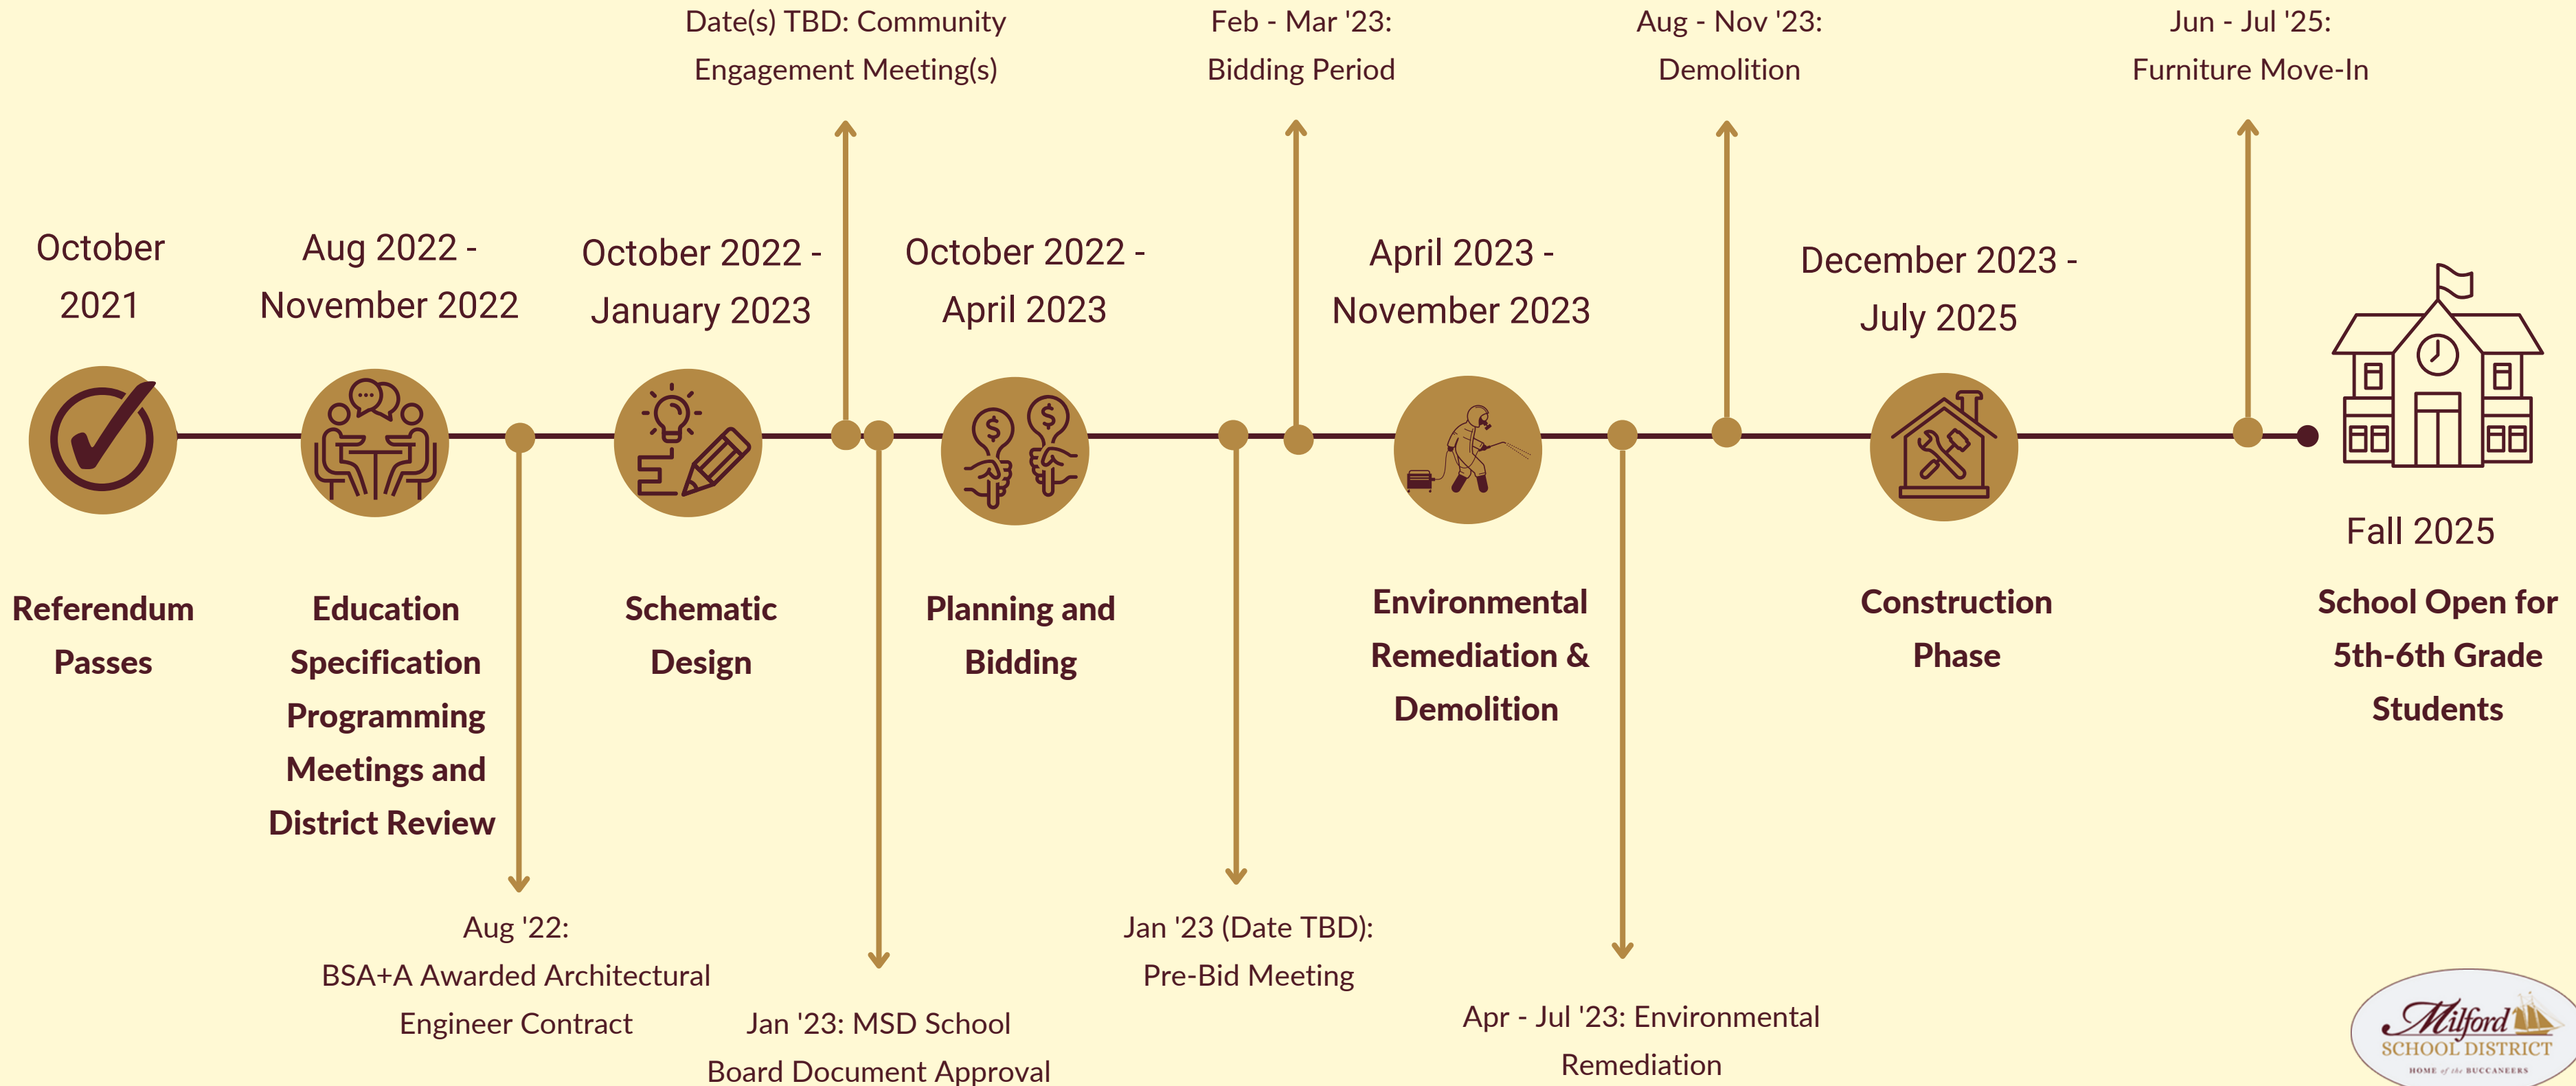 Date(s) TBD: Community
Engagement Meeting(s)
Feb - Mar '23:
Bidding Period
Aug - Nov '23:
Demolition
Jun - Jul '25:
Furniture Move-In
October
2021
Aug 2022 -
November 2022
October 2022 -
January 2023
October 2022 -
April 2023
April 2023 -
November 2023
December 2023 -
July 2025
Fall 2025
Referendum
Passes
Education
Specification
Programming
Meetings and
District Review
Schematic
Design
Planning and
Bidding
Environmental
Remediation &
Demolition
Construction
Phase
School Open for
5th-6th Grade
Students
Aug '22:
BSA+A Awarded Architectural
Engineer Contract
Jan '23: MSD School
Board Document Approval
Jan '23 (Date TBD):
Pre-Bid Meeting
Apr - Jul '23: Environmental
Remediation
$
$
Milford
SCHOOL DISTRICT
HOME of the BUCCANEERS